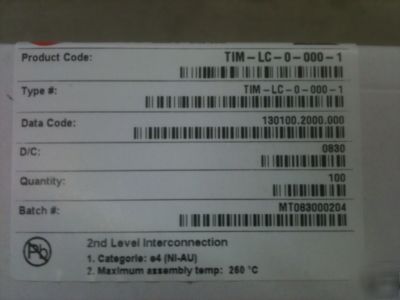 Product Code: TIM-LC-0-000-1
Type #: TIM-LC-0-000-1
Data Code: 130100.2000.000
D/C: 0830
Quantity: 100
Batch #: MT083000204
Pb
2nd Level Interconnection
1. Categorie: e4 (NI-AU)
2. Maximum assembly temp: 260 °C